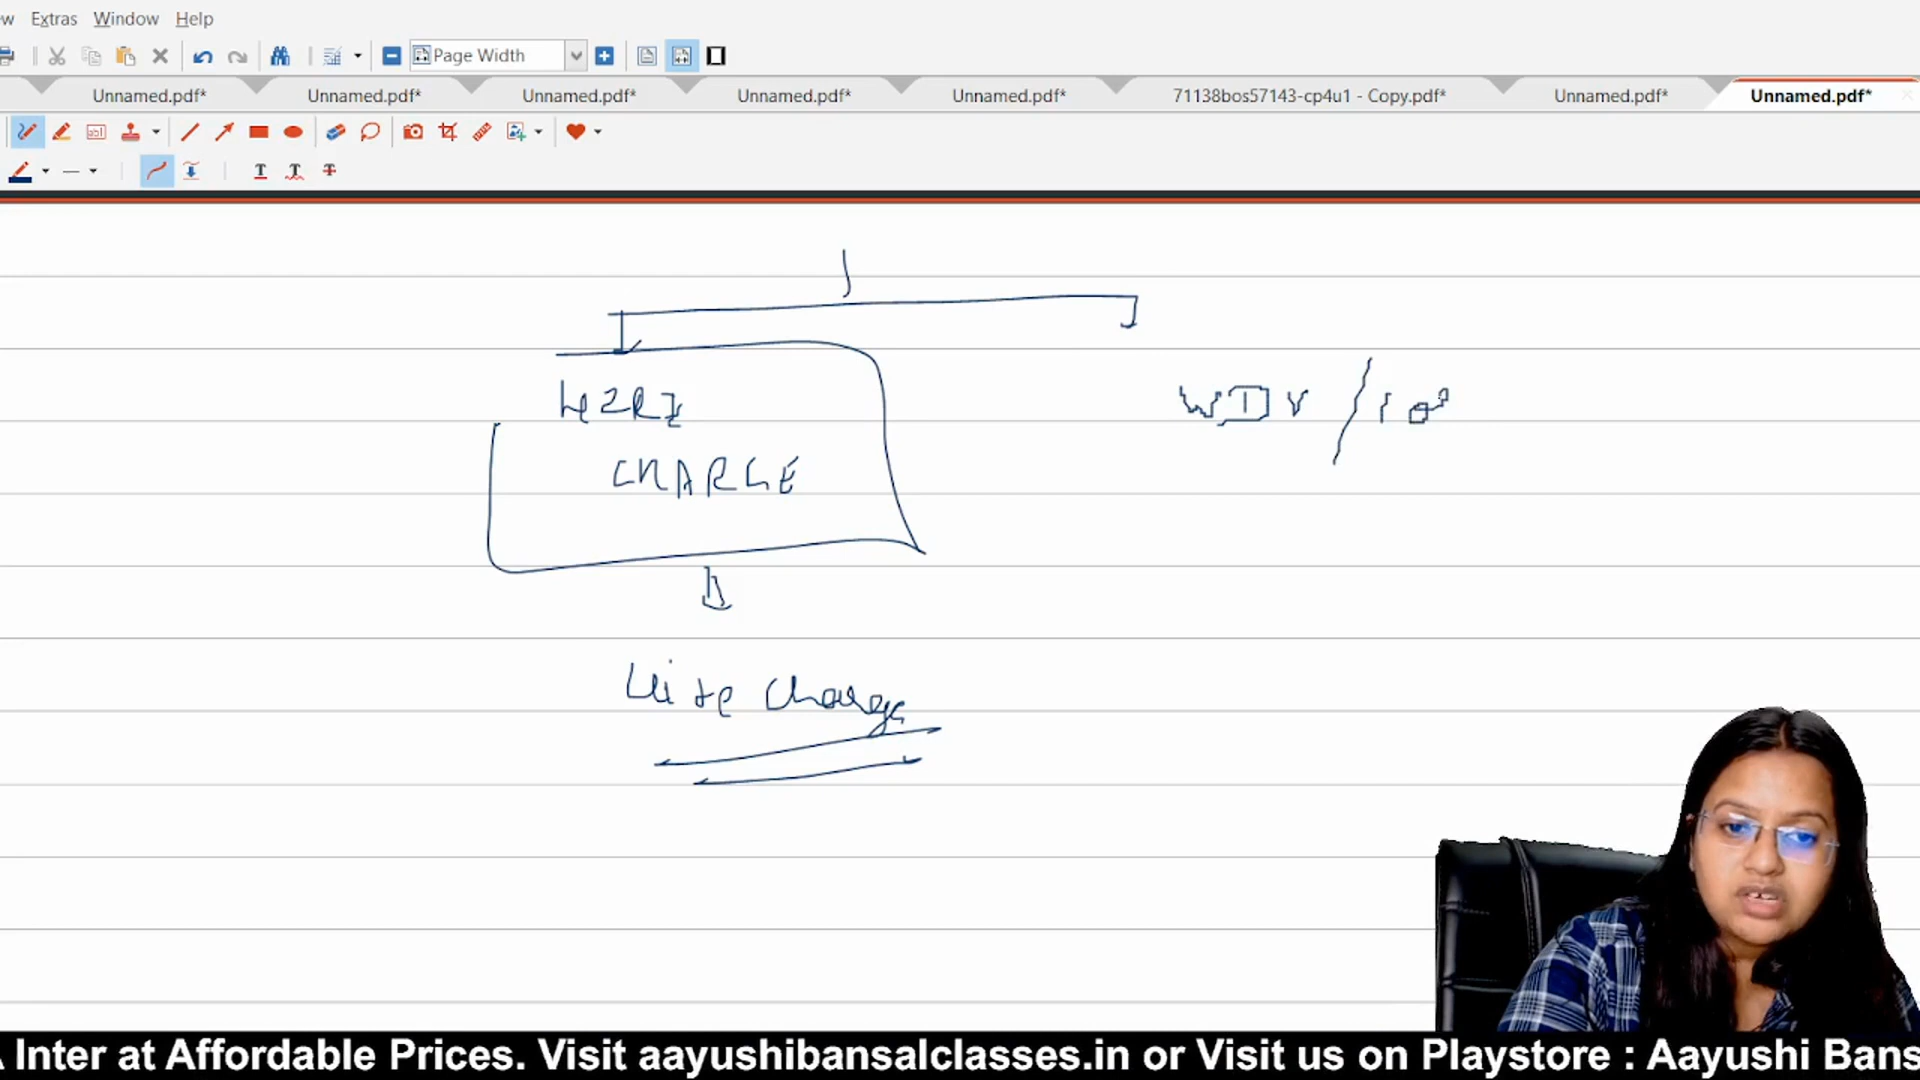 Extras Window Help
Page Width
Unnamed.pdf* Unnamed.pdf* Unnamed.pdf* Unnamed.pdf* Unnamed.pdf* 71138bos57143-cp4u1 - Copy.pdf* Unnamed.pdf* Unnamed.pdf*
WDV / 100
CHARGE
charge
Inter at Affordable Prices. Visit aayushibansalclasses.in or Visit us on Playstore : Aayushi Bans